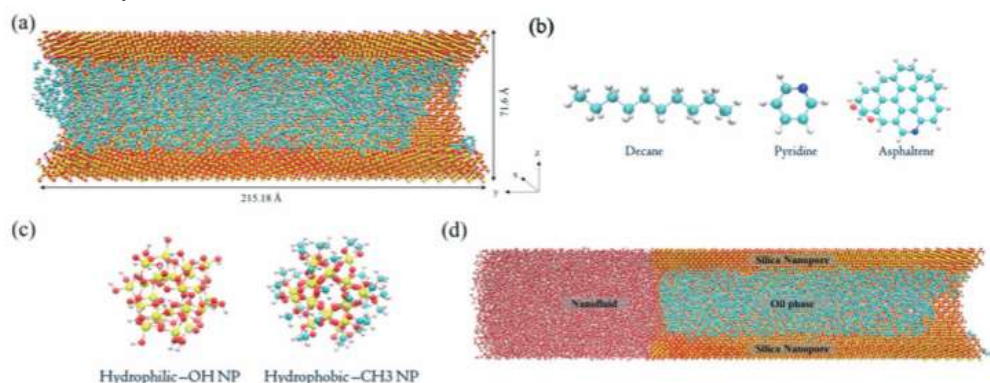 (a)
71.6 Å
215.18 Å
z
x
y
(b)
Decane
Pyridine
Asphaltene
(c)
Hydrophilic–OH NP
Hydrophobic–CH3 NP
(d)
Silica Nanopore
Nanofluid
Oil phase
Silica Nanopore